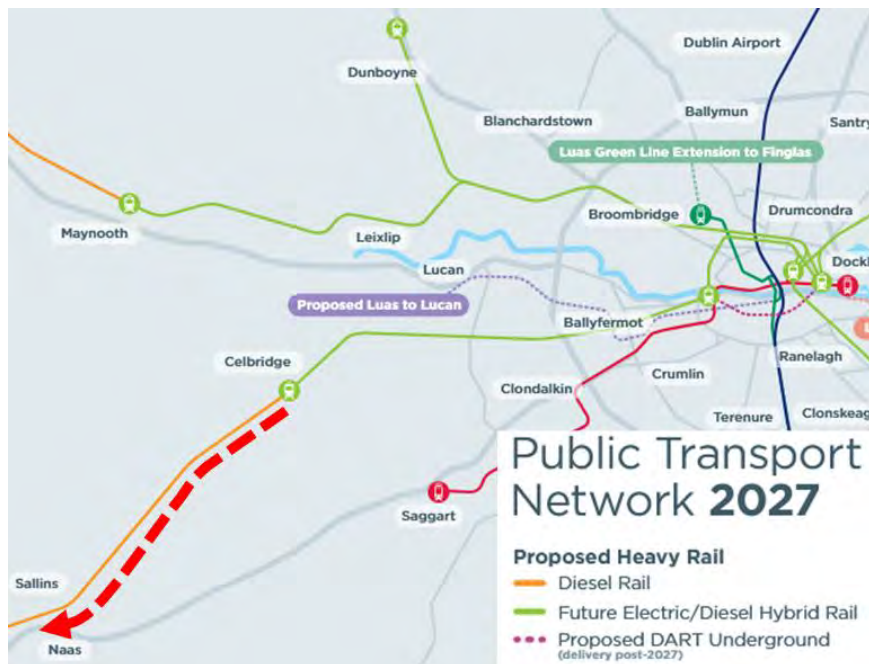 Dublin Airport
Dunboyne
Ballymun
Blanchardstown
Santry
Luas Green Line Extension to Finglas
Broombridge
Drumcondra
Maynooth
Leixlip
Lucan
Dockl
Proposed Luas to Lucan
Ballyfermot
Celbridge
Ranelagh
Clondalkin
Crumlin
Terenure
Clonskeag
Saggart
Sallins
Naas
Public Transport
Network 2027
Proposed Heavy Rail
Diesel Rail
Future Electric/Diesel Hybrid Rail
Proposed DART Underground
(delivery post-2027)